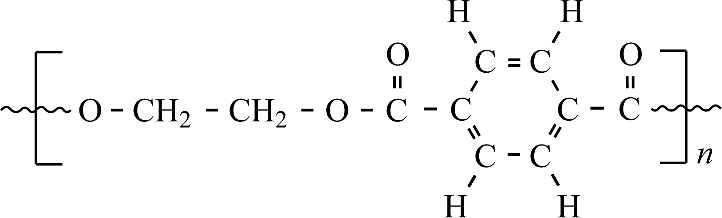 H H
O O
C = C
O – CH2 – CH2 – O – C – C C – C
C – C n
H H